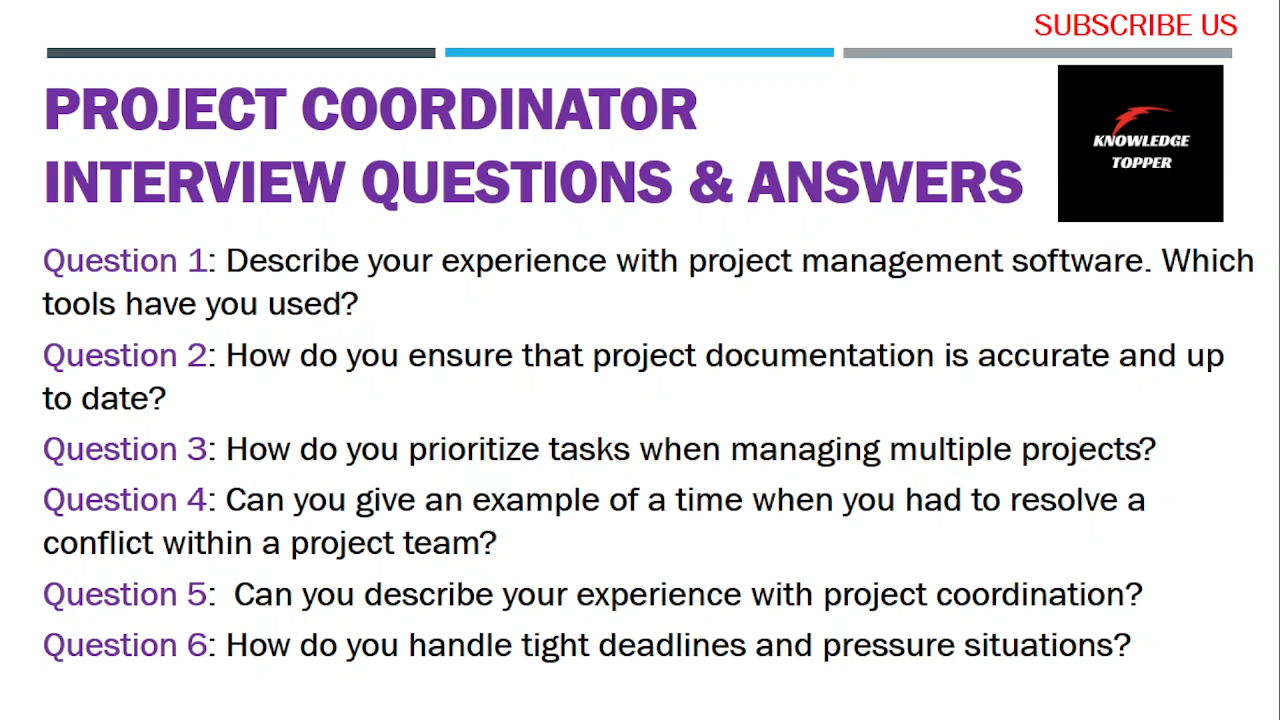 SUBSCRIBE US
PROJECT COORDINATOR
INTERVIEW QUESTIONS & ANSWERS
KNOWLEDGE
TOPPER
Question 1: Describe your experience with project management software. Which
tools have you used?
Question 2: How do you ensure that project documentation is accurate and up
to date?
Question 3: How do you prioritize tasks when managing multiple projects?
Question 4: Can you give an example of a time when you had to resolve a
conflict within a project team?
Question 5:  Can you describe your experience with project coordination?
Question 6: How do you handle tight deadlines and pressure situations?